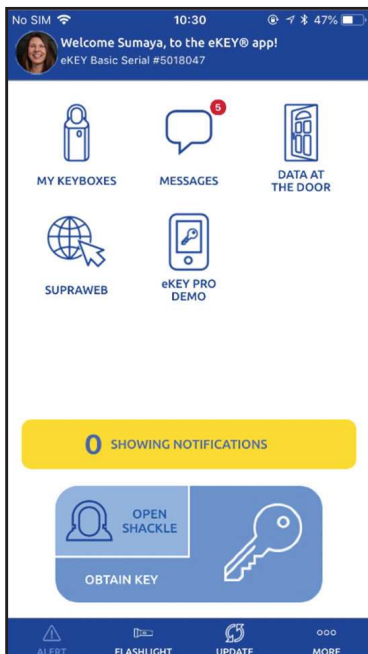 No SIM 10:30 47%
Welcome Sumaya, to the eKEY® app!
eKEY Basic Serial #5018047
5
MY KEYBOXES MESSAGES DATA AT
THE DOOR
SUPRAWEB eKEY PRO
DEMO
0 SHOWING NOTIFICATIONS
OPEN
SHACKLE
OBTAIN KEY
ALERT FLASHLIGHT UPDATE MORE